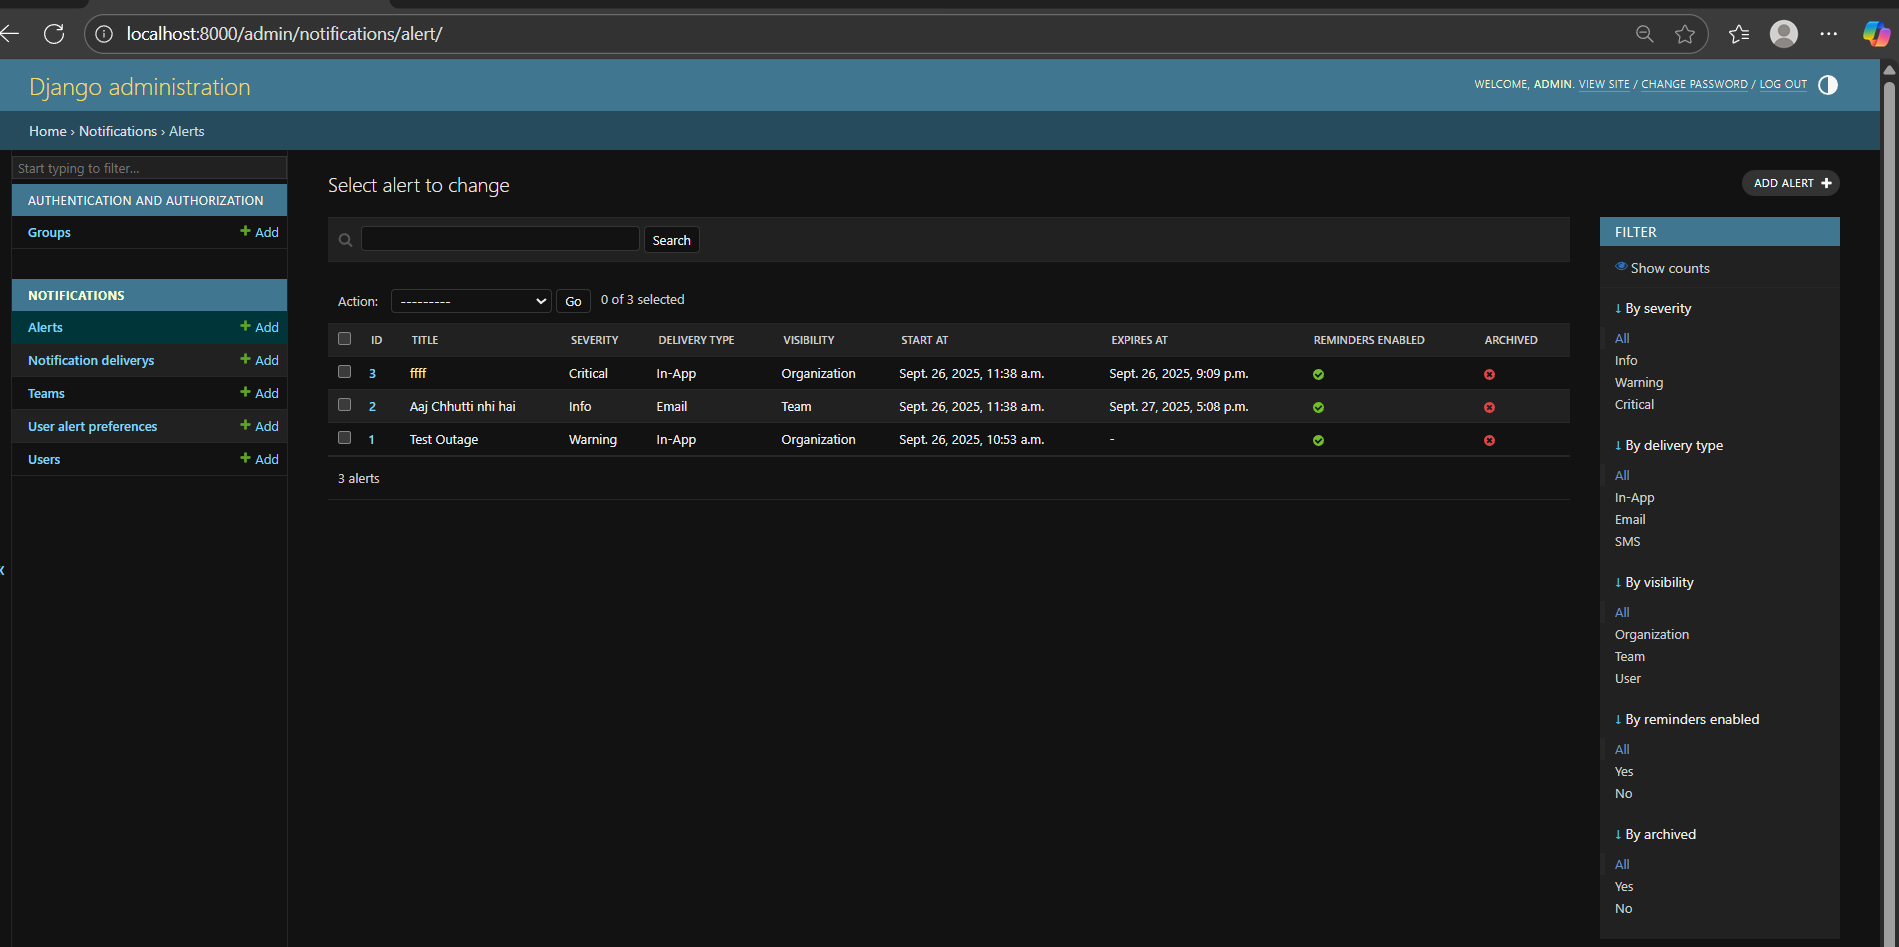 localhost:8000/admin/notifications/alert/
Django administration
WELCOME, ADMIN. VIEW SITE / CHANGE PASSWORD / LOG OUT
Home › Notifications › Alerts
Start typing to filter...
AUTHENTICATION AND AUTHORIZATION
Groups + Add
NOTIFICATIONS
Alerts + Add
Notification deliverys + Add
Teams + Add
User alert preferences + Add
Users + Add
Select alert to change
ADD ALERT +
Search
Action: --------- Go 0 of 3 selected
ID TITLE SEVERITY DELIVERY TYPE VISIBILITY START AT EXPIRES AT REMINDERS ENABLED ARCHIVED
3 ffff Critical In-App Organization Sept. 26, 2025, 11:38 a.m. Sept. 26, 2025, 9:09 p.m.
2 Aaj Chhutti nhi hai Info Email Team Sept. 26, 2025, 11:38 a.m. Sept. 27, 2025, 5:08 p.m.
1 Test Outage Warning In-App Organization Sept. 26, 2025, 10:53 a.m. -
3 alerts
FILTER
Show counts
↓ By severity
All
Info
Warning
Critical
↓ By delivery type
All
In-App
Email
SMS
↓ By visibility
All
Organization
Team
User
↓ By reminders enabled
All
Yes
No
↓ By archived
All
Yes
No